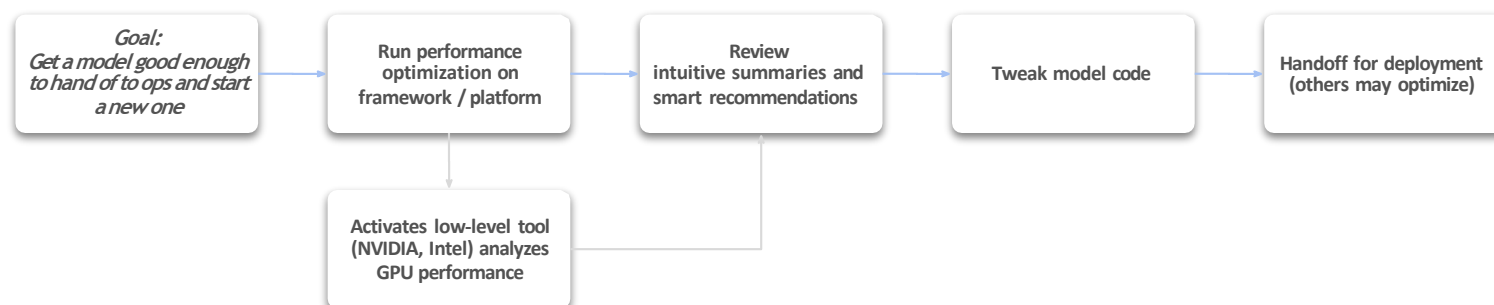 Goal:
Get a model good enough
to hand of to ops and start
a new one
Run performance
optimization on
framework / platform
Review
intuitive summaries and
smart recommendations
Tweak model code
Handoff for deployment
(others may optimize)
Activates low-level tool
(NVIDIA, Intel) analyzes
GPU performance